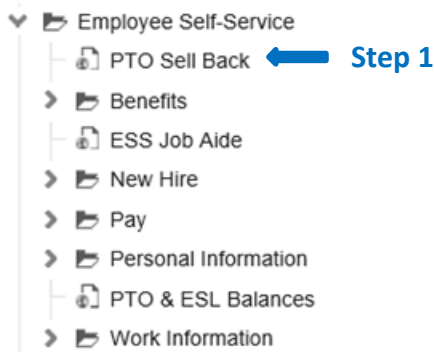 Employee Self-Service
PTO Sell Back Step 1
Benefits
ESS Job Aide
New Hire
Pay
Personal Information
PTO & ESL Balances
Work Information